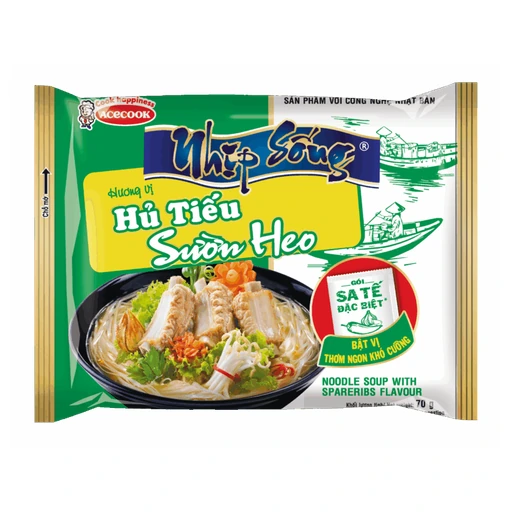 Cook happiness
ACECOOK
SẢN PHẨM VỚI CÔNG NGHỆ NHẬT BẢN
Nhịp Sống®
Hương vị
Hủ Tiếu
Sườn Heo
Chỗ mở
GÓI
SA TẾ
ĐẶC BIỆT
BẬT VỊ
THƠM NGON KHÓ CƯỠNG
NOODLE SOUP WITH
SPARERIBS FLAVOUR
70 g